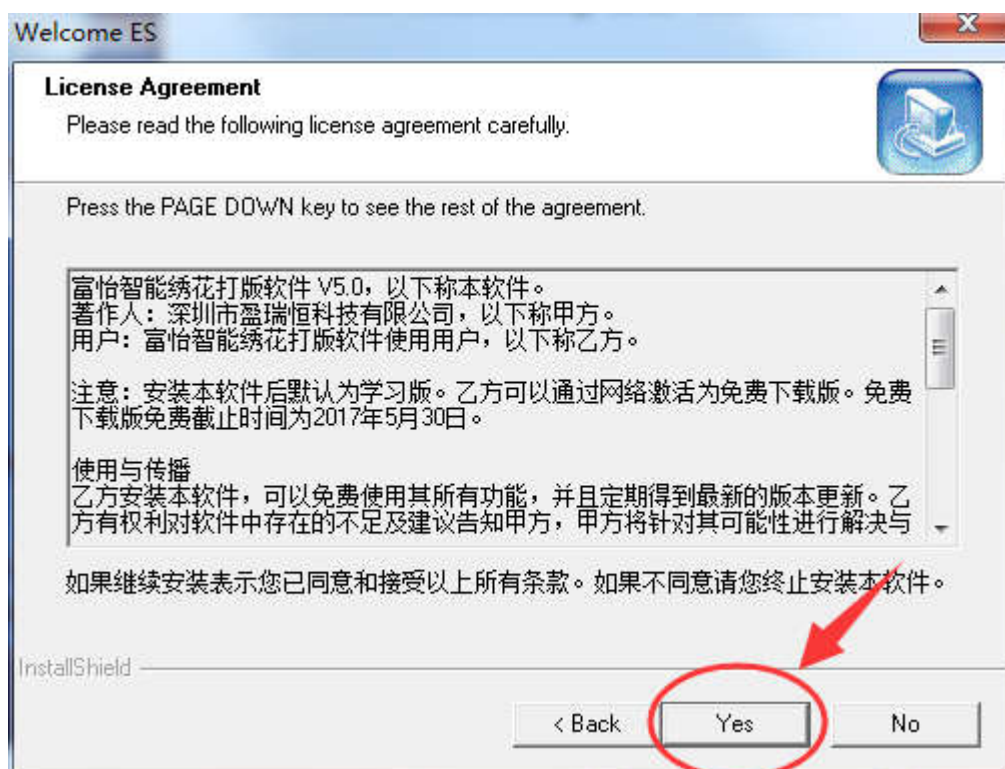 Welcome ES
License Agreement
Please read the following license agreement carefully.
Press the PAGE DOWN key to see the rest of the agreement.
富怡智能绣花打版软件 V5.0，以下称本软件。
著作人：深圳市盈瑞恒科技有限公司，以下称甲方。
用户：富怡智能绣花打版软件使用用户，以下称乙方。
注意：安装本软件后默认为学习版。乙方可以通过网络激活为免费下载版。免费
下载版免费截止时间为2017年5月30日。
使用与传播
乙方安装本软件，可以免费使用其所有功能，并且定期得到最新的版本更新。乙
方有权利对软件中存在的不足及建议告知甲方，甲方将针对其可能性进行解决与
如果继续安装表示您已同意和接受以上所有条款。如果不同意请您终止安装本软件。
InstallShield
< Back Yes No